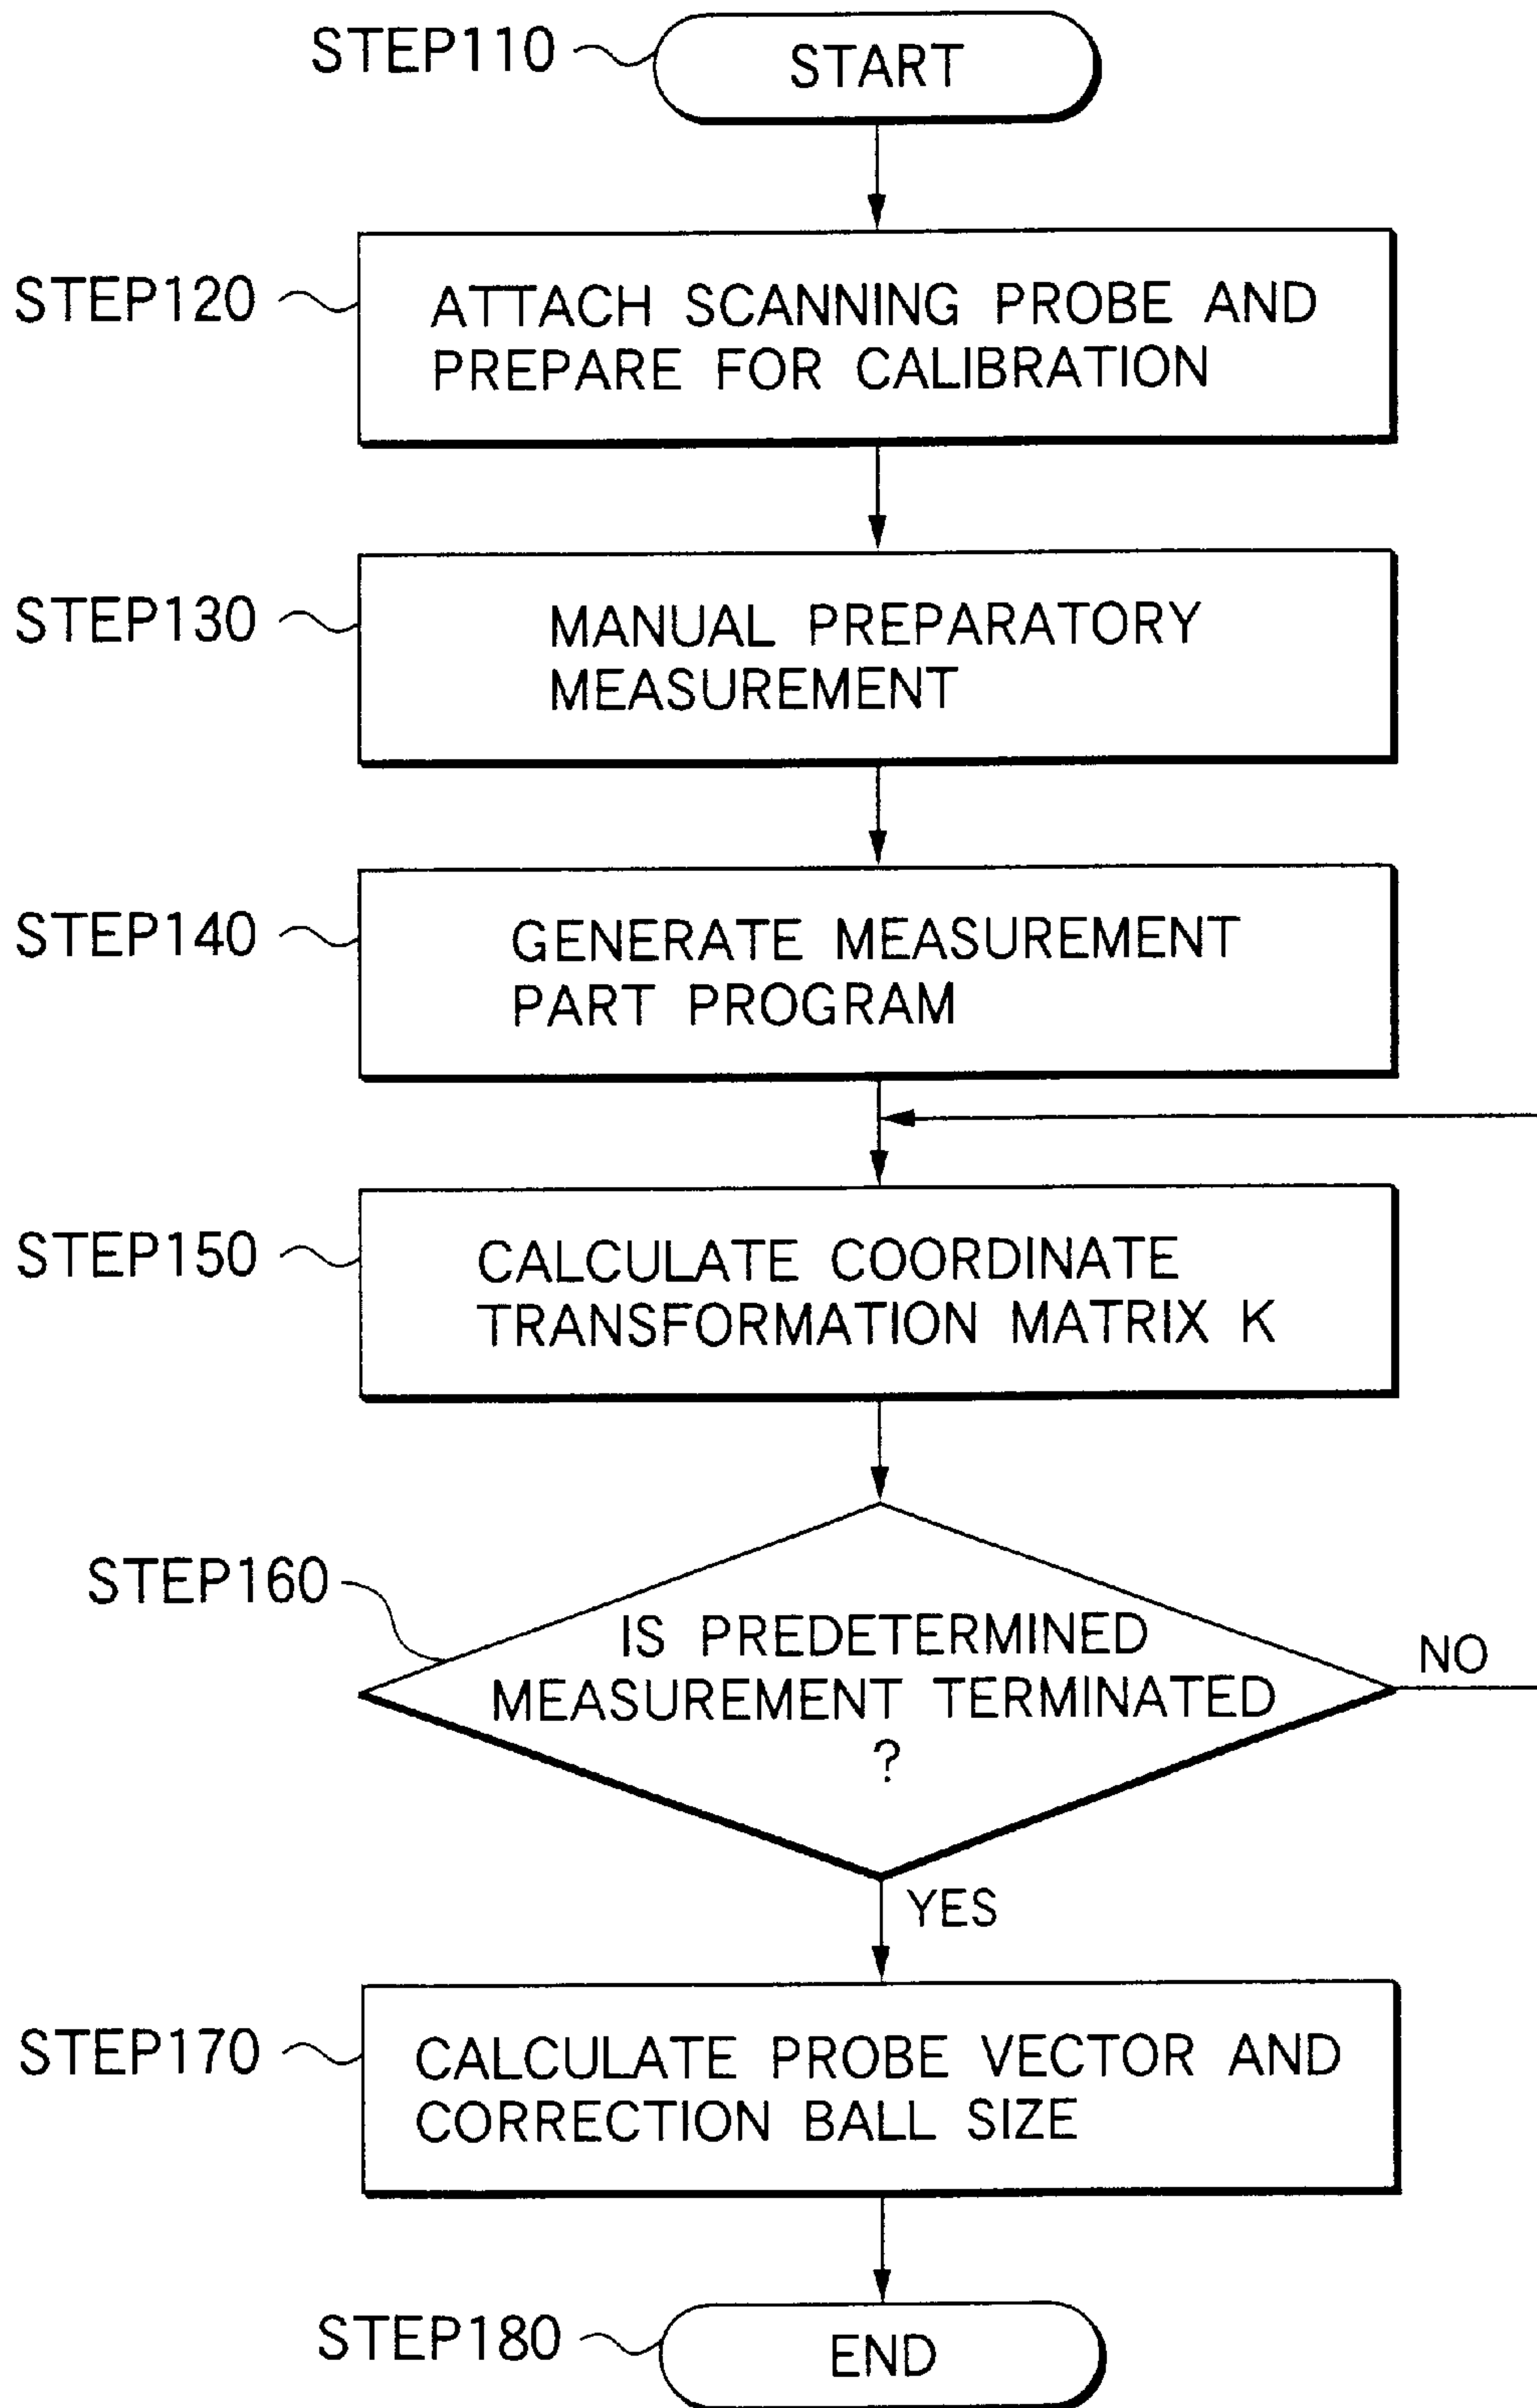 STEP110
START
STEP120
ATTACH SCANNING PROBE AND
PREPARE FOR CALIBRATION
STEP130
MANUAL PREPARATORY
MEASUREMENT
STEP140
GENERATE MEASUREMENT
PART PROGRAM
STEP150
CALCULATE COORDINATE
TRANSFORMATION MATRIX K
STEP160
IS PREDETERMINED
MEASUREMENT TERMINATED
?
NO
YES
STEP170
CALCULATE PROBE VECTOR AND
CORRECTION BALL SIZE
STEP180
END